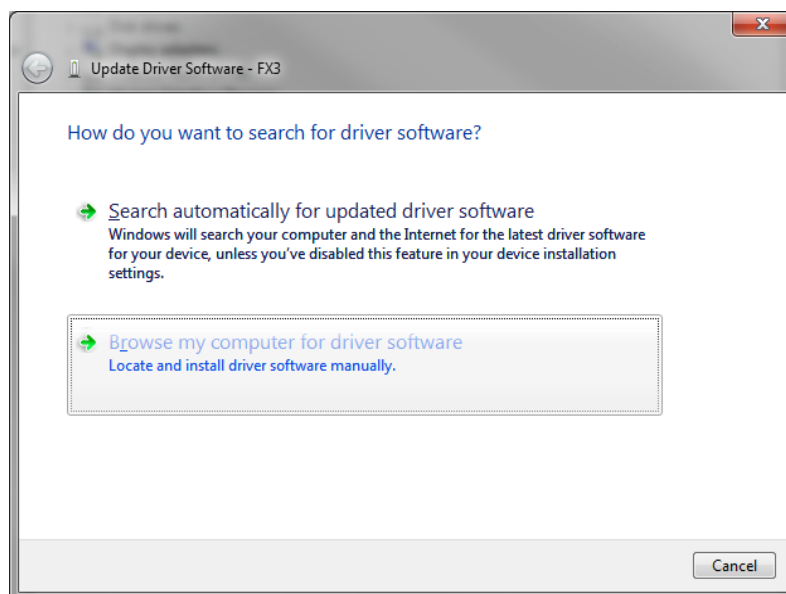 Update Driver Software - FX3
How do you want to search for driver software?
Search automatically for updated driver software
Windows will search your computer and the Internet for the latest driver software
for your device, unless you've disabled this feature in your device installation
settings.
Browse my computer for driver software
Locate and install driver software manually.
Cancel